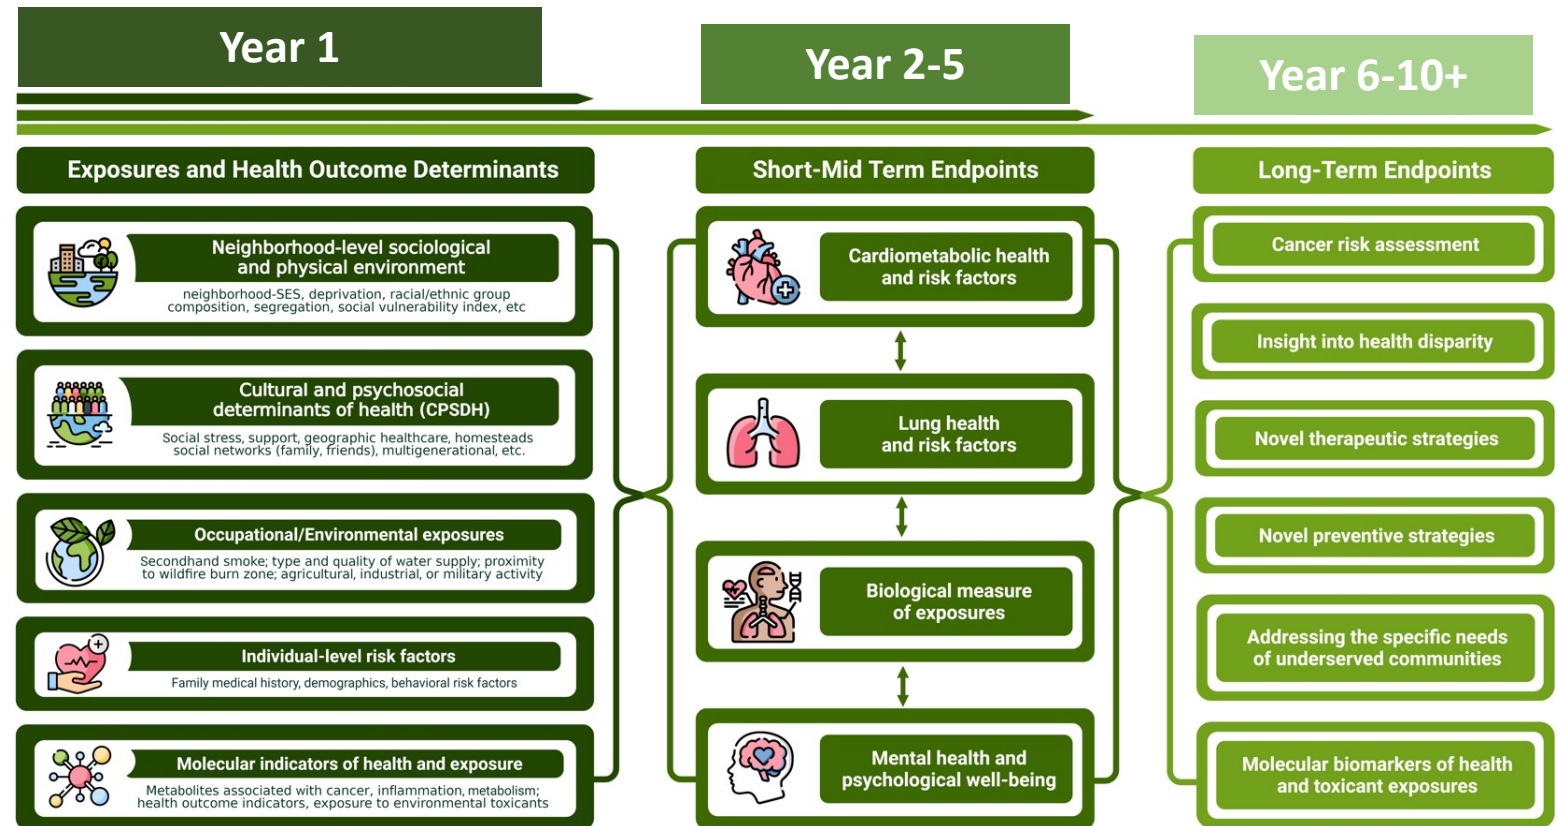 Year 1
Year 2-5
Year 6-10+
Exposures and Health Outcome Determinants
Neighborhood-level sociological
and physical environment
neighborhood-SES, deprivation, racial/ethnic group
composition, segregation, social vulnerability index, etc
Cultural and psychosocial
determinants of health (CPSDH)
Social stress, support, geographic healthcare, homesteads
social networks (family, friends), multigenerational, etc.
Occupational/Environmental exposures
Secondhand smoke; type and quality of water supply; proximity
to wildfire burn zone; agricultural, industrial, or military activity
Individual-level risk factors
Family medical history, demographics, behavioral risk factors
Molecular indicators of health and exposure
Metabolites associated with cancer, inflammation, metabolism;
health outcome indicators, exposure to environmental toxicants
Short-Mid Term Endpoints
Cardiometabolic health
and risk factors
Lung health
and risk factors
Biological measure
of exposures
Mental health and
psychological well-being
Long-Term Endpoints
Cancer risk assessment
Insight into health disparity
Novel therapeutic strategies
Novel preventive strategies
Addressing the specific needs
of underserved communities
Molecular biomarkers of health
and toxicant exposures